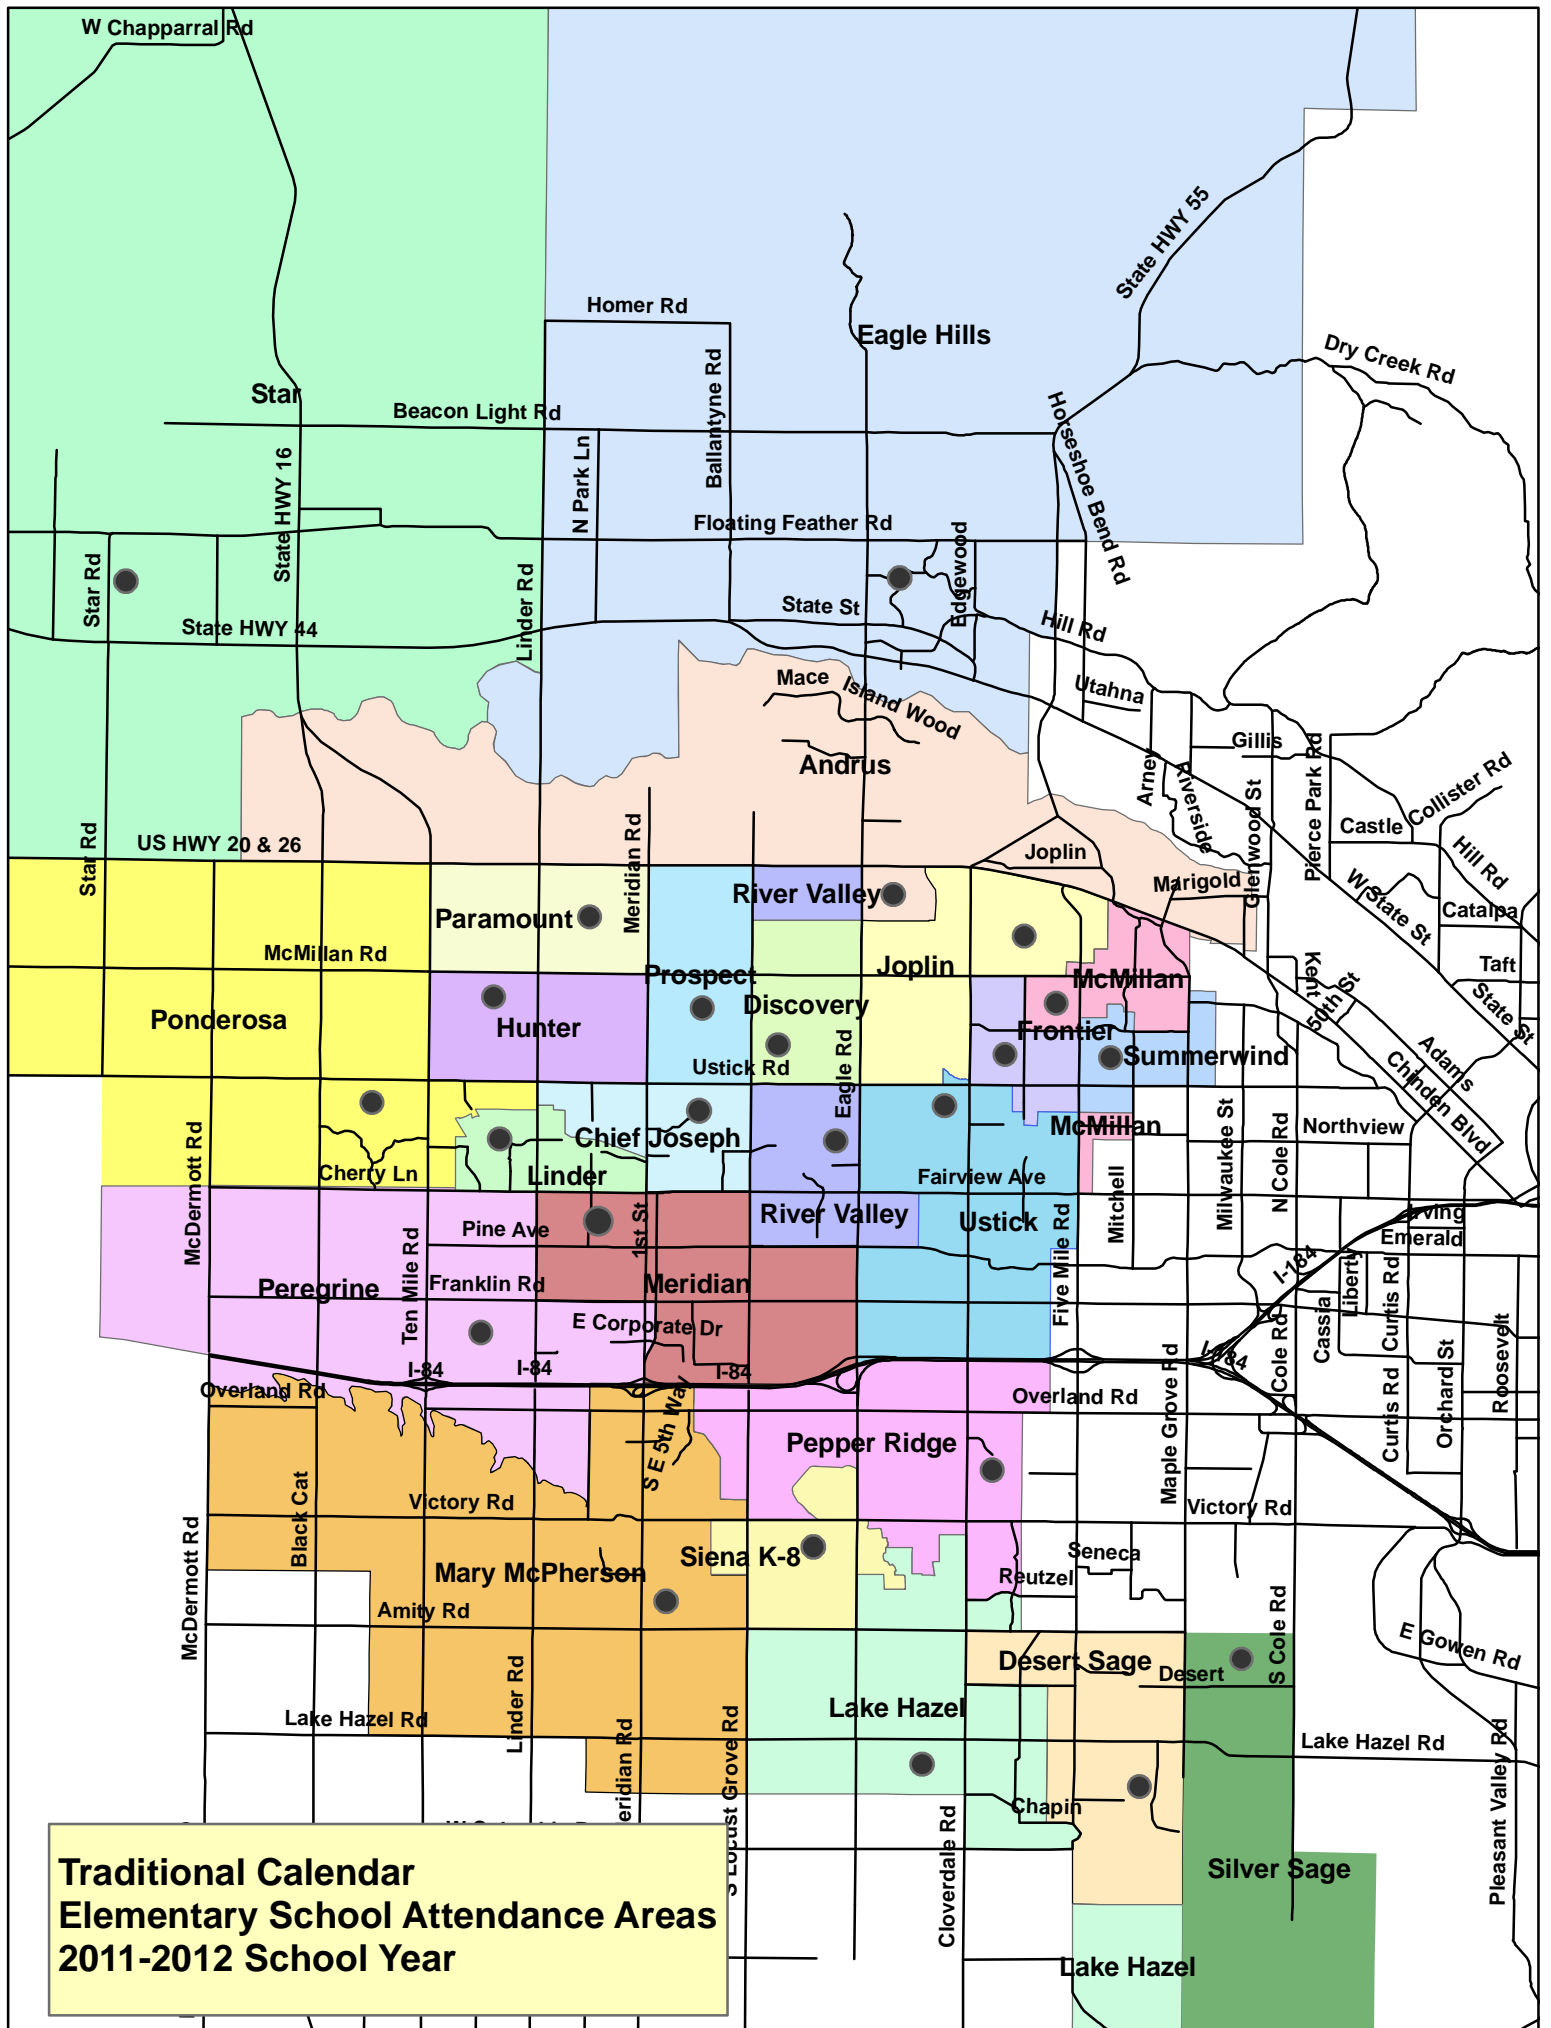 W Chapparral Rd
State HWY 55
Homer Rd
Eagle Hills
Dry Creek Rd
Ballantyne Rd
Star
Beacon Light Rd
Horseshoe Bend Rd
N Park Ln
State HWY 16
Floating Feather Rd
Edgewood
Star Rd
Linder Rd
State St
State HWY 44
Hill Rd
Mace
Island Wood
Utahna
Andrus
Gillis
Arney
Riverside
Pierce Park Rd
Collister Rd
Glenwood St
Castle
Star Rd
US HWY 20 & 26
Meridian Rd
Joplin
Hill Rd
Marigold
River Valley
W State St
Catalpa
Paramount
McMillan Rd
Prospect
Joplin
McMillan
Kent
Taft
Discovery
State St
Ponderosa
Hunter
Frontier
50th St
Summerwind
Adams
Ustick Rd
Eagle Rd
Chinden Blvd
McDermott Rd
Chief Joseph
McMillan
Milwaukee St
N Cole Rd
Northview
Cherry Ln
Linder
Fairview Ave
Mitchell
River Valley
Ustick
Pine Ave
1st St
Irving
Emerald
Ten Mile Rd
Five Mile Rd
I-184
Peregrine
Franklin Rd
Meridian
Liberty
Curtis Rd
E Corporate Dr
Cassia
Cole Rd
Roosevelt
I-84
I-84
I-84
I-184
Orchard St
Overland Rd
Overland Rd
Maple Grove Rd
Curtis Rd
S E 5th Way
Pepper Ridge
Black Cat
Victory Rd
Victory Rd
McDermott Rd
Siena K-8
Seneca
Mary McPherson
Reutzel
Amity Rd
S Cole Rd
E Gowen Rd
Desert Sage
Desert
Linder Rd
Lake Hazel Rd
Lake Hazel
Lake Hazel Rd
S Locust Grove Rd
Pleasant Valley Rd
Chapin
Cloverdale Rd
Silver Sage
Lake Hazel
Traditional Calendar
Elementary School Attendance Areas
2011-2012 School Year